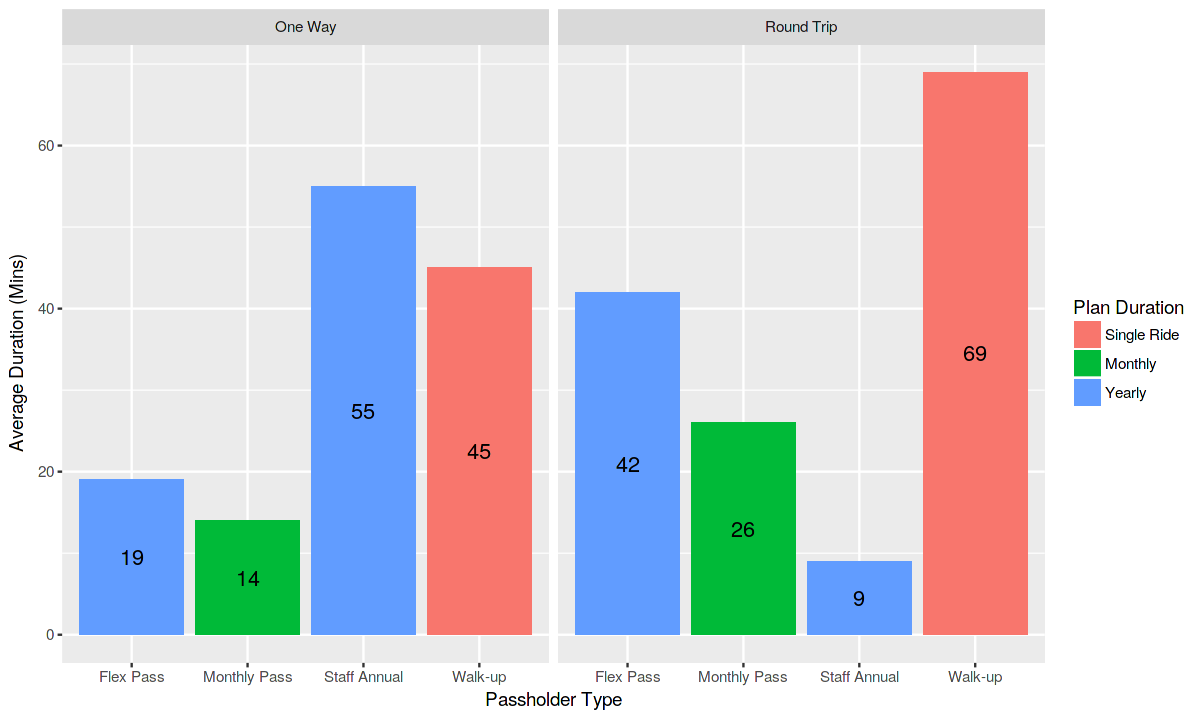 One Way
Round Trip
Average Duration (Mins)
60
40
20
0
19
14
55
45
42
26
9
69
Flex Pass Monthly Pass Staff Annual Walk-up
Flex Pass Monthly Pass Staff Annual Walk-up
Passholder Type
Plan Duration
Single Ride
Monthly
Yearly